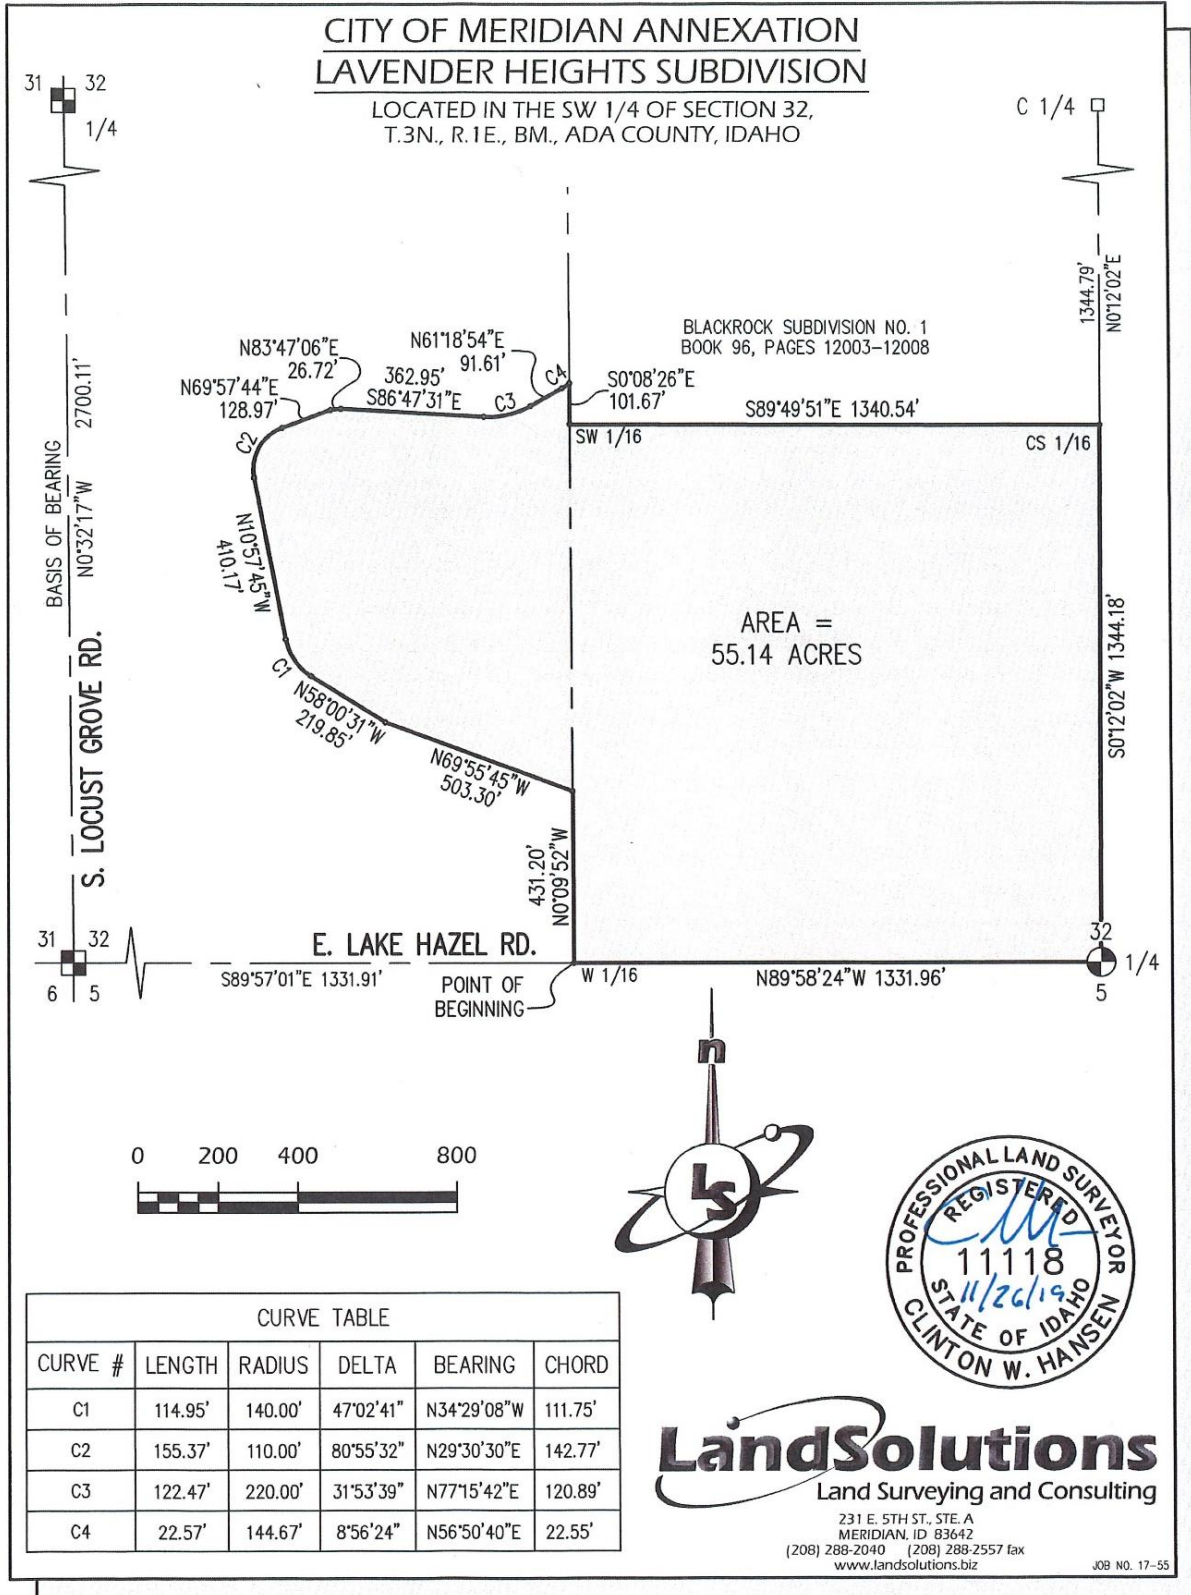 CITY OF MERIDIAN ANNEXATION
LAVENDER HEIGHTS SUBDIVISION
LOCATED IN THE SW 1/4 OF SECTION 32,
T.3N., R.1E., BM., ADA COUNTY, IDAHO
31 32
1/4
C 1/4
1344.79'
N0°12'02"E
BLACKROCK SUBDIVISION NO. 1
BOOK 96, PAGES 12003-12008
N61°18'54"E
91.61'
N83°47'06"E
26.72'
362.95'
S86°47'31"E
C3
C4
N69°57'44"E
128.97'
C2
S0°08'26"E
101.67'
S89°49'51"E 1340.54'
SW 1/16
CS 1/16
BASIS OF BEARING
N0°32'17"W 2700.11'
S. LOCUST GROVE RD.
N10°57'45"W
410.17'
C1
N58°00'31"W
219.85'
N69°55'45"W
503.30'
AREA =
55.14 ACRES
S0°12'02"W 1344.18'
431.20'
N0°09'52"W
31 32
6 5
E. LAKE HAZEL RD.
S89°57'01"E 1331.91'
POINT OF
BEGINNING
W 1/16
N89°58'24"W 1331.96'
32
1/4
5
n
LS
0 200 400 800
PROFESSIONAL LAND SURVEYOR
REGISTERED
11118
11/26/19
STATE OF IDAHO
CLINTON W. HANSEN
CURVE TABLE
CURVE # LENGTH RADIUS DELTA BEARING CHORD
C1 114.95' 140.00' 47°02'41" N34°29'08"W 111.75'
C2 155.37' 110.00' 80°55'32" N29°30'30"E 142.77'
C3 122.47' 220.00' 31°53'39" N77°15'42"E 120.89'
C4 22.57' 144.67' 8°56'24" N56°50'40"E 22.55'
LandSolutions
Land Surveying and Consulting
231 E. 5TH ST., STE. A
MERIDIAN, ID 83642
(208) 288-2040 (208) 288-2557 fax
www.landsolutions.biz
JOB NO. 17-55